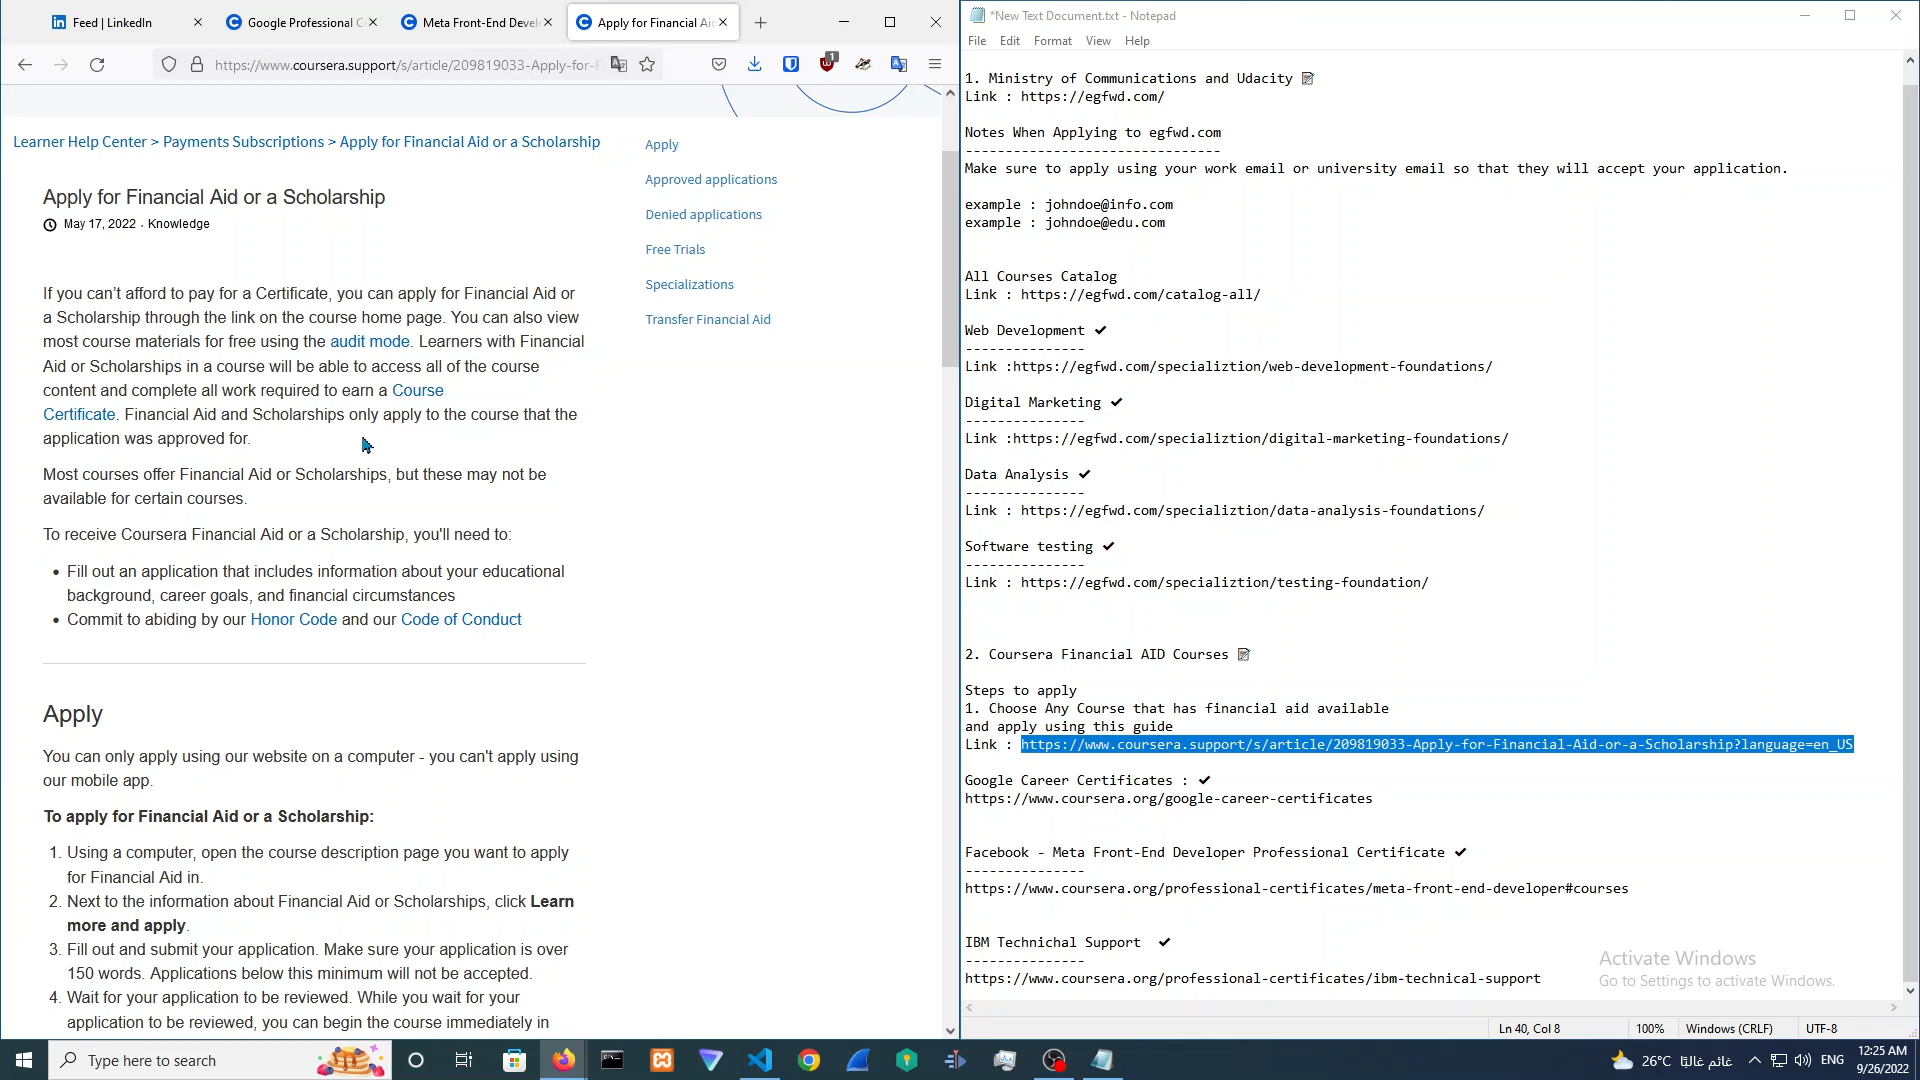 Feed | LinkedIn
Google Professional C
Meta Front-End Devel
Apply for Financial Ai
https://www.coursera.support/s/article/209819033-Apply-for-F
1
Learner Help Center > Payments Subscriptions > Apply for Financial Aid or a Scholarship
Apply for Financial Aid or a Scholarship
May 17, 2022 . Knowledge
If you can't afford to pay for a Certificate, you can apply for Financial Aid or
a Scholarship through the link on the course home page. You can also view
most course materials for free using the audit mode. Learners with Financial
Aid or Scholarships in a course will be able to access all of the course
content and complete all work required to earn a Course
Certificate. Financial Aid and Scholarships only apply to the course that the
application was approved for.
Most courses offer Financial Aid or Scholarships, but these may not be
available for certain courses.
To receive Coursera Financial Aid or a Scholarship, you'll need to:
• Fill out an application that includes information about your educational
background, career goals, and financial circumstances
• Commit to abiding by our Honor Code and our Code of Conduct
Apply
You can only apply using our website on a computer - you can't apply using
our mobile app.
To apply for Financial Aid or a Scholarship:
1. Using a computer, open the course description page you want to apply
for Financial Aid in.
2. Next to the information about Financial Aid or Scholarships, click Learn
more and apply.
3. Fill out and submit your application. Make sure your application is over
150 words. Applications below this minimum will not be accepted.
4. Wait for your application to be reviewed. While you wait for your
application to be reviewed, you can begin the course immediately in
Apply
Approved applications
Denied applications
Free Trials
Specializations
Transfer Financial Aid
*New Text Document.txt - Notepad
File Edit Format View Help
1. Ministry of Communications and Udacity 📝
Link : https://egfwd.com/
Notes When Applying to egfwd.com
--------------------------------
Make sure to apply using your work email or university email so that they will accept your application.
example : johndoe@info.com
example : johndoe@edu.com
All Courses Catalog
Link : https://egfwd.com/catalog-all/
Web Development ✔
---------------
Link :https://egfwd.com/specializtion/web-development-foundations/
Digital Marketing ✔
---------------
Link :https://egfwd.com/specializtion/digital-marketing-foundations/
Data Analysis ✔
---------------
Link : https://egfwd.com/specializtion/data-analysis-foundations/
Software testing ✔
---------------
Link : https://egfwd.com/specializtion/testing-foundation/
2. Coursera Financial AID Courses 📝
Steps to apply
1. Choose Any Course that has financial aid available
and apply using this guide
Link : https://www.coursera.support/s/article/209819033-Apply-for-Financial-Aid-or-a-Scholarship?language=en_US
Google Career Certificates : ✔
https://www.coursera.org/google-career-certificates
Facebook - Meta Front-End Developer Professional Certificate ✔
---------------
https://www.coursera.org/professional-certificates/meta-front-end-developer#courses
IBM Technichal Support ✔
---------------
https://www.coursera.org/professional-certificates/ibm-technical-support
Activate Windows
Go to Settings to activate Windows.
Ln 40, Col 8 100% Windows (CRLF) UTF-8
Type here to search
26°C غائم غالبًا
ENG
12:25 AM
9/26/2022